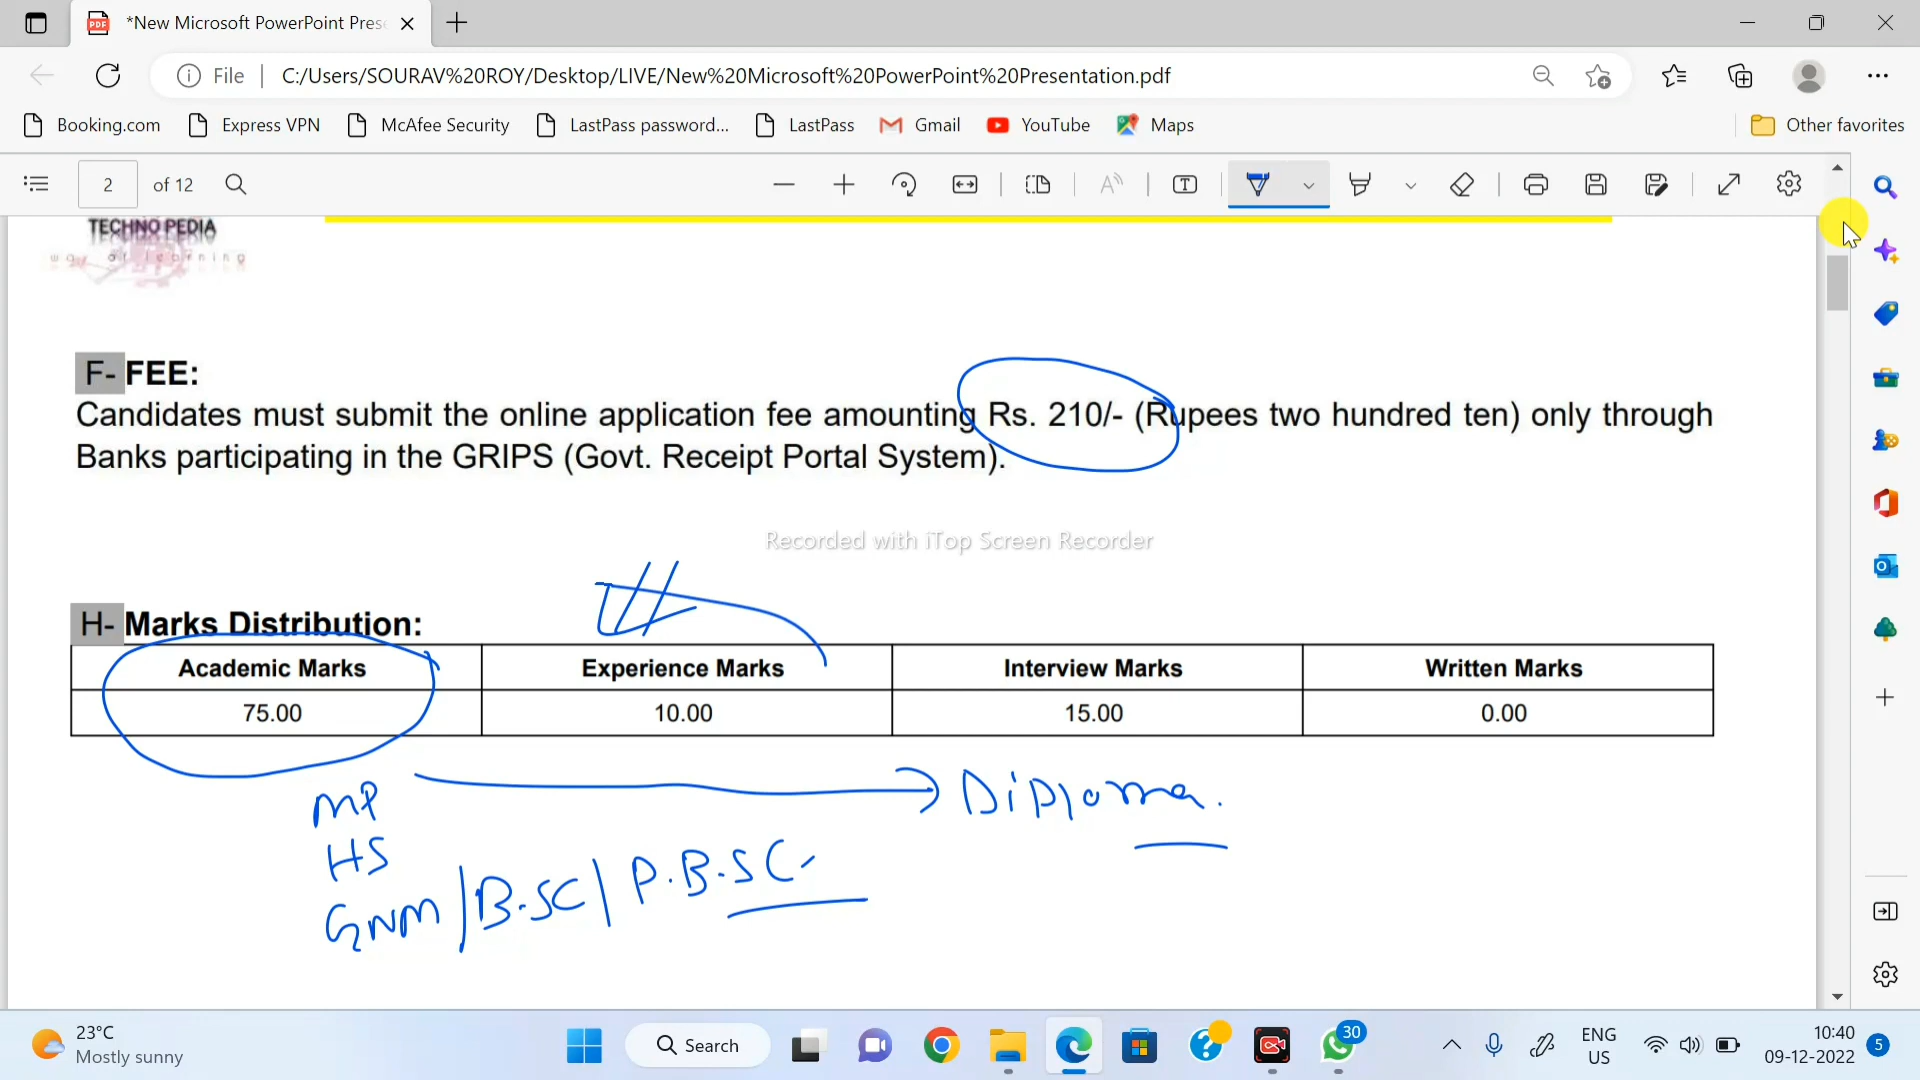 *New Microsoft PowerPoint Pres
File
C:/Users/SOURAV%20ROY/Desktop/LIVE/New%20Microsoft%20PowerPoint%20Presentation.pdf
Booking.com Express VPN McAfee Security LastPass password... LastPass Gmail YouTube Maps Other favorites
2 of 12
TECHNO PEDIA
way of learning
F- FEE:
Candidates must submit the online application fee amounting Rs. 210/- (Rupees two hundred ten) only through
Banks participating in the GRIPS (Govt. Receipt Portal System).
Recorded with iTop Screen Recorder
H- Marks Distribution:
Academic Marks Experience Marks Interview Marks Written Marks
75.00 10.00 15.00 0.00
MP Diploma.
HS
GNM | B.SC | P.B.SC.
23°C
Mostly sunny
Search
30
ENG
US
10:40
09-12-2022
5